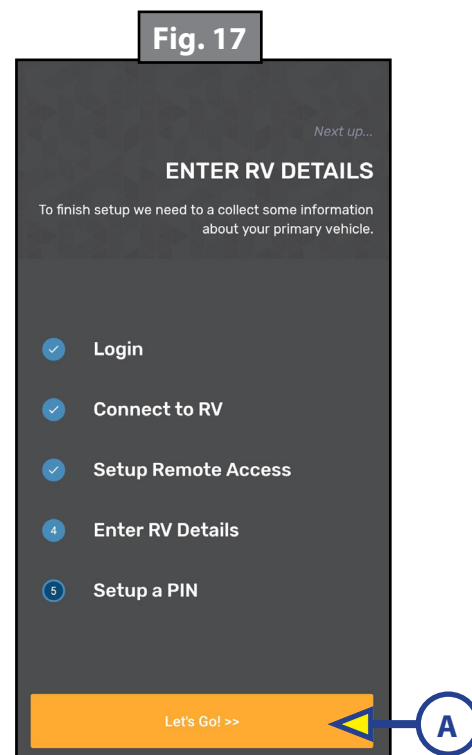 Fig. 17
Next up...
ENTER RV DETAILS
To finish setup we need to a collect some information
about your primary vehicle.
Login
Connect to RV
Setup Remote Access
4 Enter RV Details
5 Setup a PIN
Let's Go! >>
A